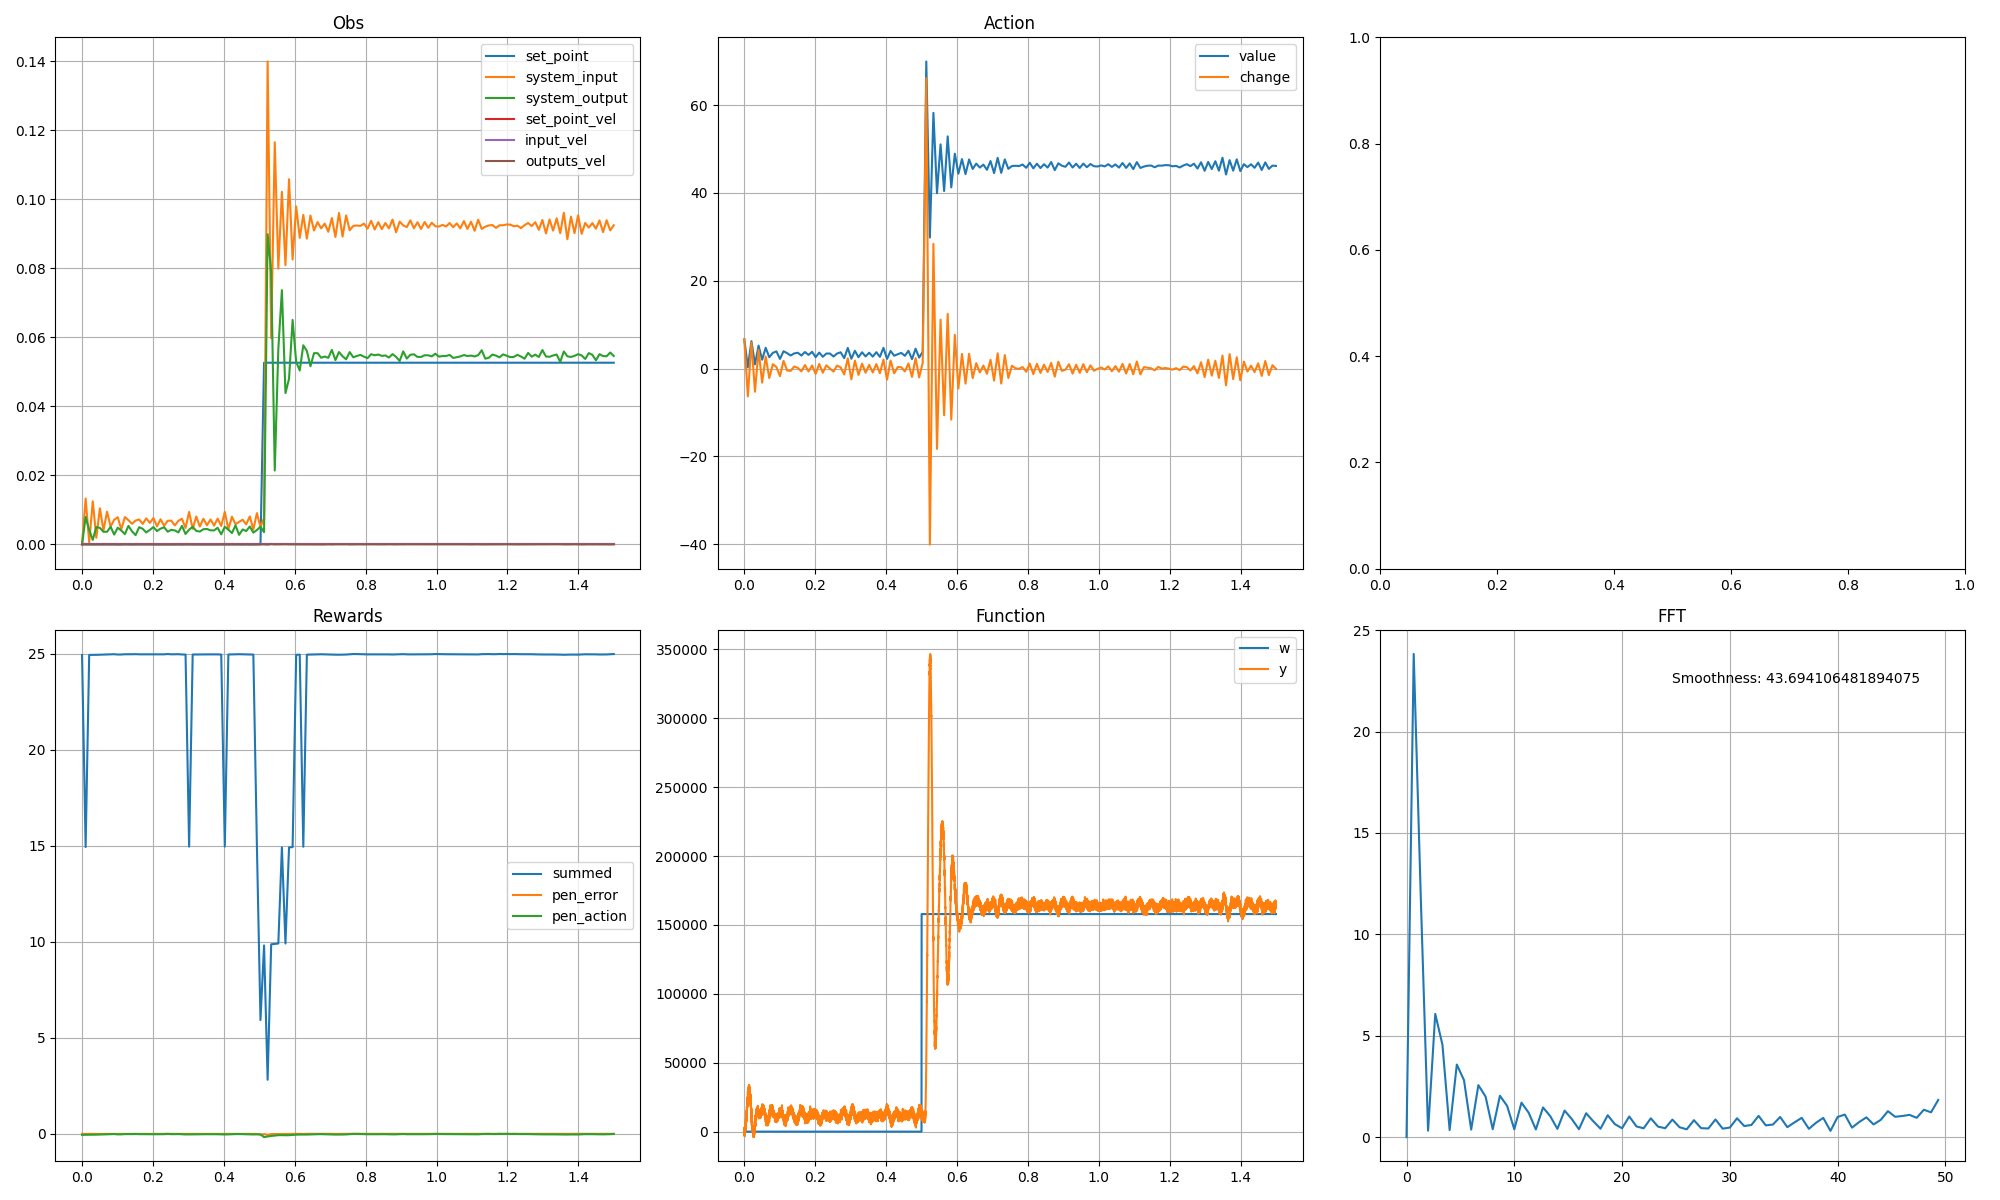 Obs
set_point
system_input
system_output
set_point_vel
input_vel
outputs_vel
0.14
0.12
0.10
0.08
0.06
0.04
0.02
0.00
0.0 0.2 0.4 0.6 0.8 1.0 1.2 1.4
Action
value
change
60
40
20
0
−20
−40
0.0 0.2 0.4 0.6 0.8 1.0 1.2 1.4
1.0
0.8
0.6
0.4
0.2
0.0
0.0 0.2 0.4 0.6 0.8 1.0
Rewards
25
20
15
10
5
0
summed
pen_error
pen_action
0.0 0.2 0.4 0.6 0.8 1.0 1.2 1.4
Function
w
y
350000
300000
250000
200000
150000
100000
50000
0
0.0 0.2 0.4 0.6 0.8 1.0 1.2 1.4
FFT
Smoothness: 43.694106481894075
25
20
15
10
5
0
0 10 20 30 40 50